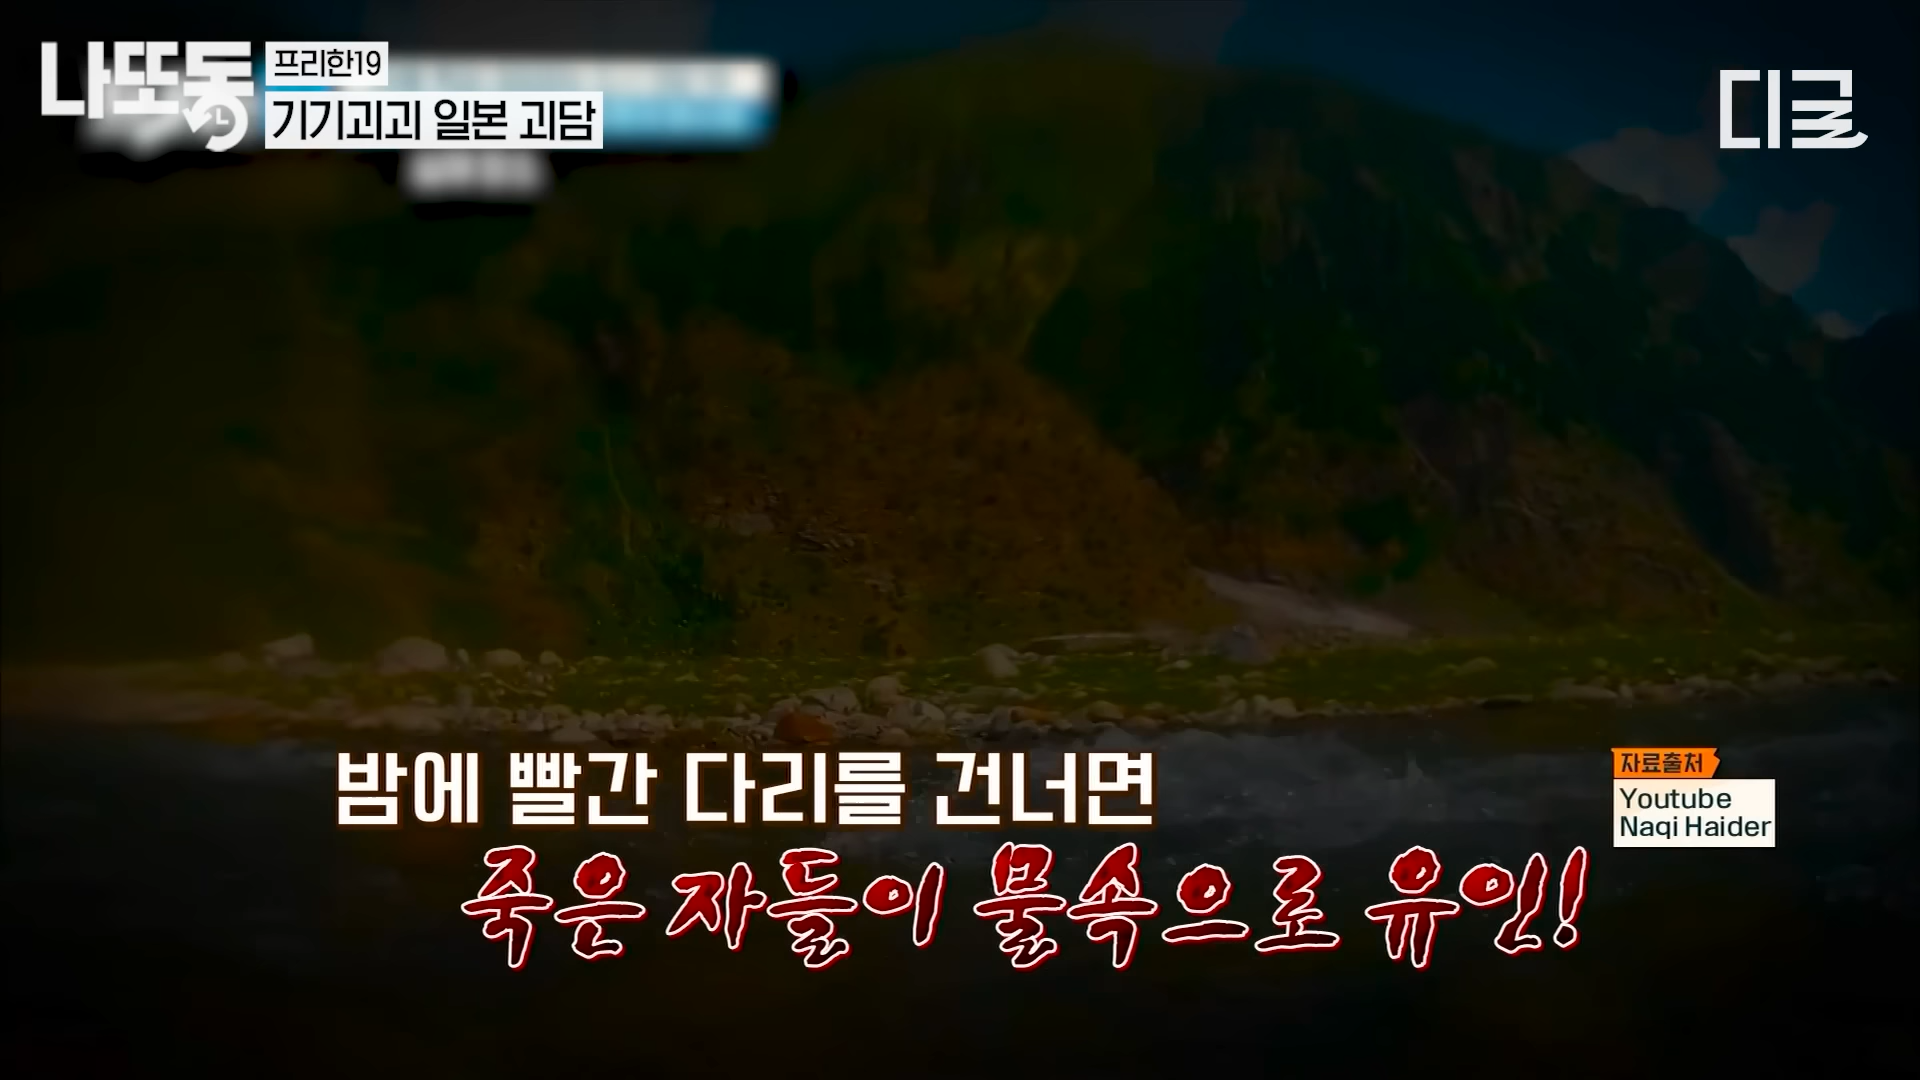 나또동
프리한19
기기괴괴 일본 괴담
디글
밤에 빨간 다리를 건너면
죽은 자들이 물속으로 유인!
자료출처
Youtube
Naqi Haider